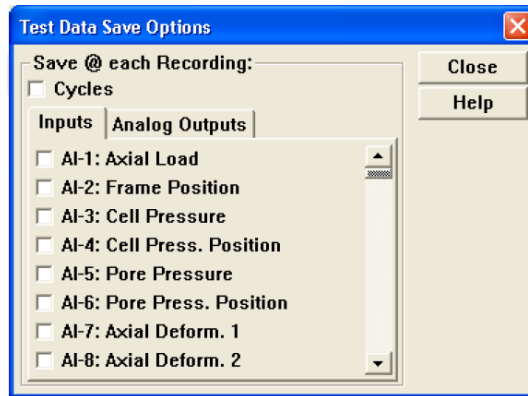 Test Data Save Options
Save @ each Recording:
Close
Cycles
Help
Inputs
Analog Outputs
AI-1: Axial Load
AI-2: Frame Position
AI-3: Cell Pressure
AI-4: Cell Press. Position
AI-5: Pore Pressure
AI-6: Pore Press. Position
AI-7: Axial Deform. 1
AI-8: Axial Deform. 2